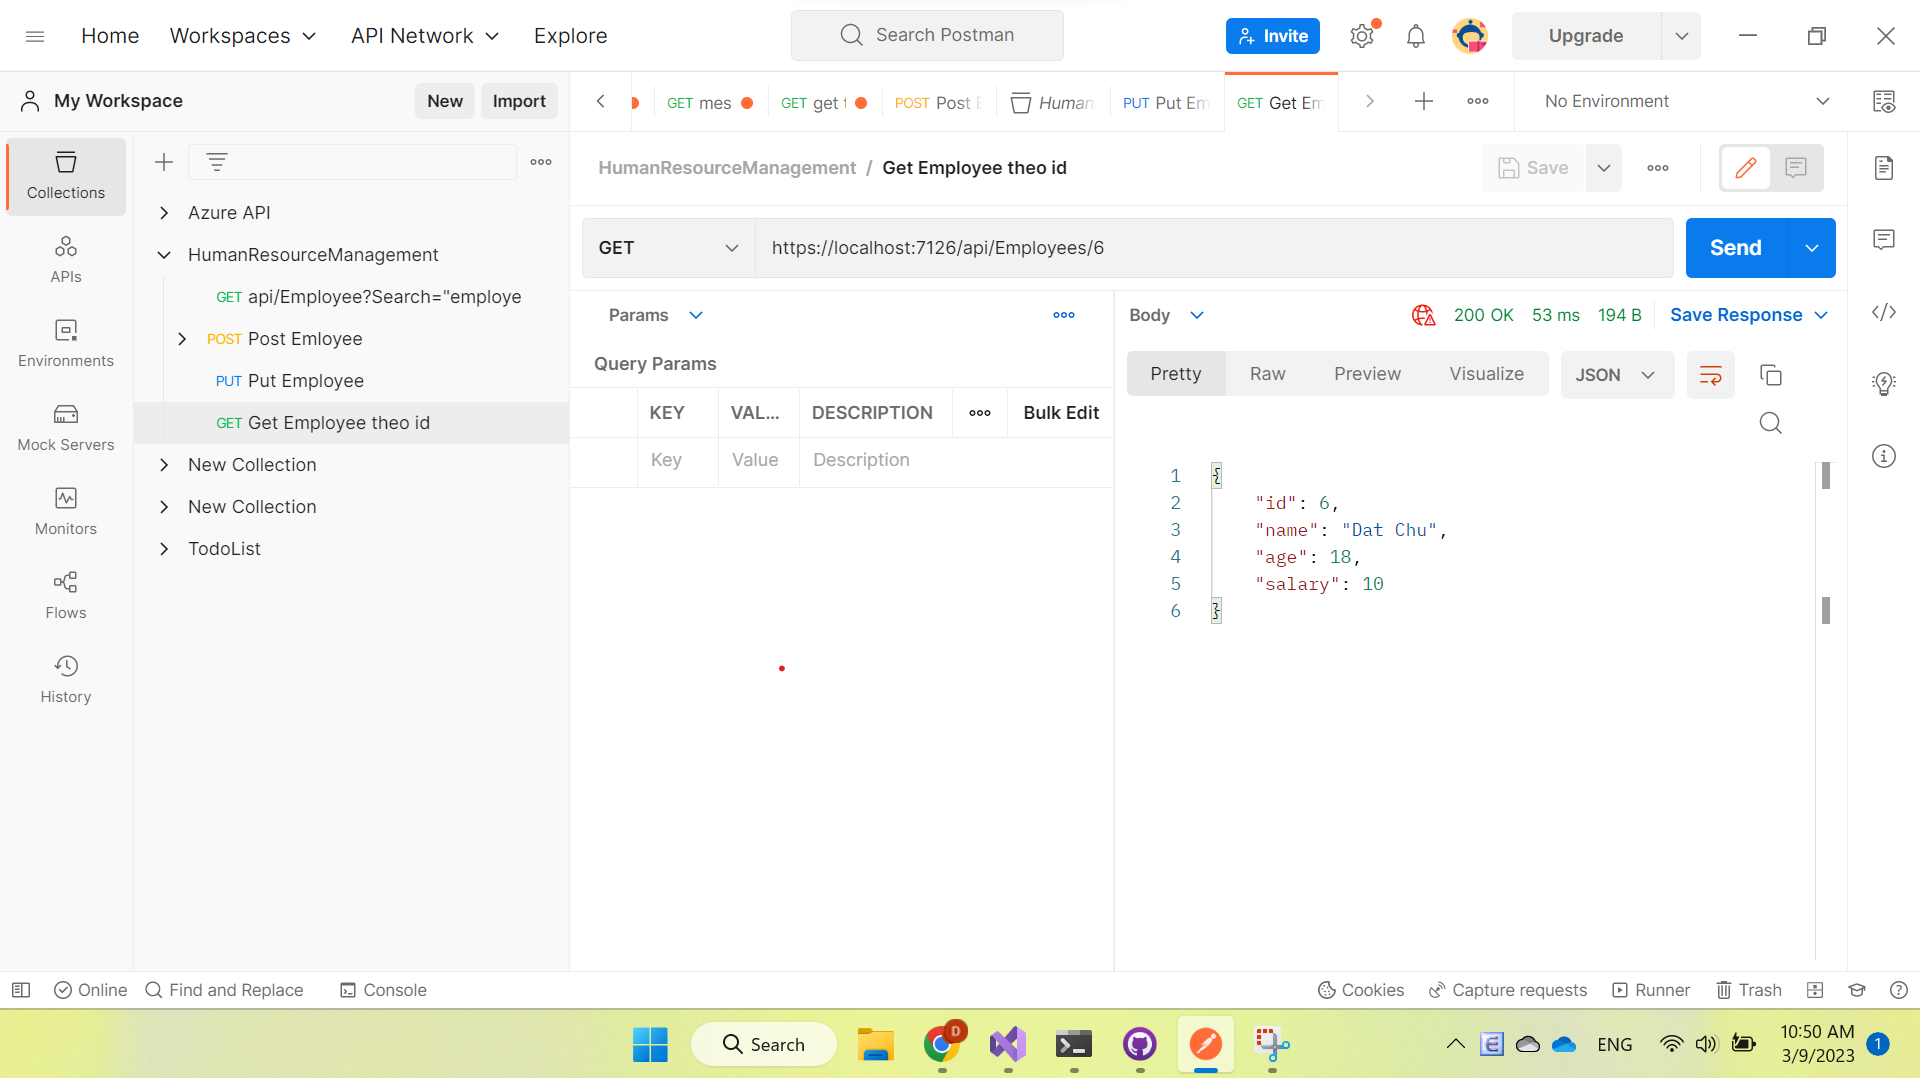 Home Workspaces API Network Explore Search Postman Invite Upgrade
My Workspace New Import
GET mes GET get POST Post Human PUT Put Em GET Get Em No Environment
Collections
APIs
Environments
Mock Servers
Monitors
Flows
History
Azure API
HumanResourceManagement
GET api/Employee?Search="employe
POST Post Emloyee
PUT Put Employee
GET Get Employee theo id
New Collection
New Collection
TodoList
HumanResourceManagement / Get Employee theo id Save
GET https://localhost:7126/api/Employees/6 Send
Params
Query Params
KEY VAL... DESCRIPTION Bulk Edit
Key Value Description
Body 200 OK 53 ms 194 B Save Response
Pretty Raw Preview Visualize JSON
1 {
2 "id": 6,
3 "name": "Dat Chu",
4 "age": 18,
5 "salary": 10
6 }
Online Find and Replace Console Cookies Capture requests Runner Trash
Search D ENG 10:50 AM
3/9/2023 1